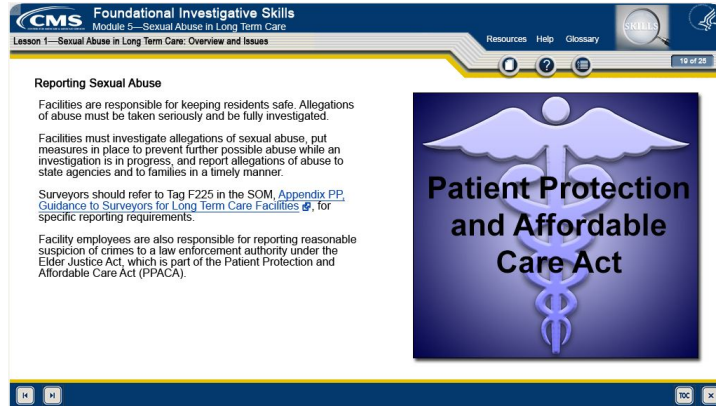 CMS
Foundational Investigative Skills
Module 5—Sexual Abuse in Long Term Care
SKILLS
Lesson 1—Sexual Abuse in Long Term Care: Overview and Issues
Resources Help Glossary
?
19 of 25
Reporting Sexual Abuse
Facilities are responsible for keeping residents safe. Allegations
of abuse must be taken seriously and be fully investigated.
Facilities must investigate allegations of sexual abuse, put
measures in place to prevent further possible abuse while an
investigation is in progress, and report allegations of abuse to
state agencies and to families in a timely manner.
Surveyors should refer to Tag F225 in the SOM, Appendix PP,
Guidance to Surveyors for Long Term Care Facilities, for
specific reporting requirements.
Facility employees are also responsible for reporting reasonable
suspicion of crimes to a law enforcement authority under the
Elder Justice Act, which is part of the Patient Protection and
Affordable Care Act (PPACA).
Patient Protection
and Affordable
Care Act
TOC
X